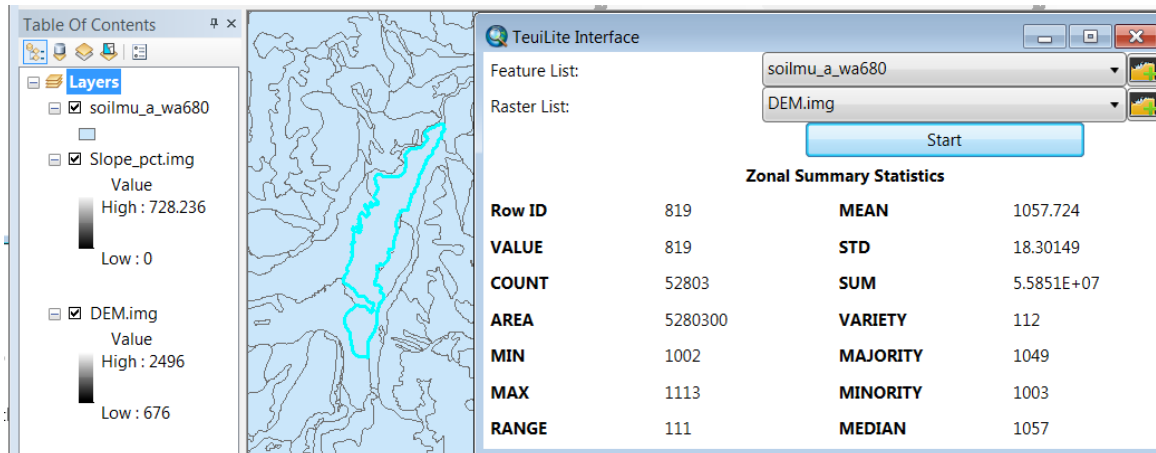 Table Of Contents
Layers
soilmu_a_wa680
Slope_pct.img
Value
High : 728.236
Low : 0
DEM.img
Value
High : 2496
Low : 676
TeuiLite Interface
Feature List: soilmu_a_wa680
Raster List: DEM.img
Start
Zonal Summary Statistics
Row ID 819 MEAN 1057.724
VALUE 819 STD 18.30149
COUNT 52803 SUM 5.5851E+07
AREA 5280300 VARIETY 112
MIN 1002 MAJORITY 1049
MAX 1113 MINORITY 1003
RANGE 111 MEDIAN 1057